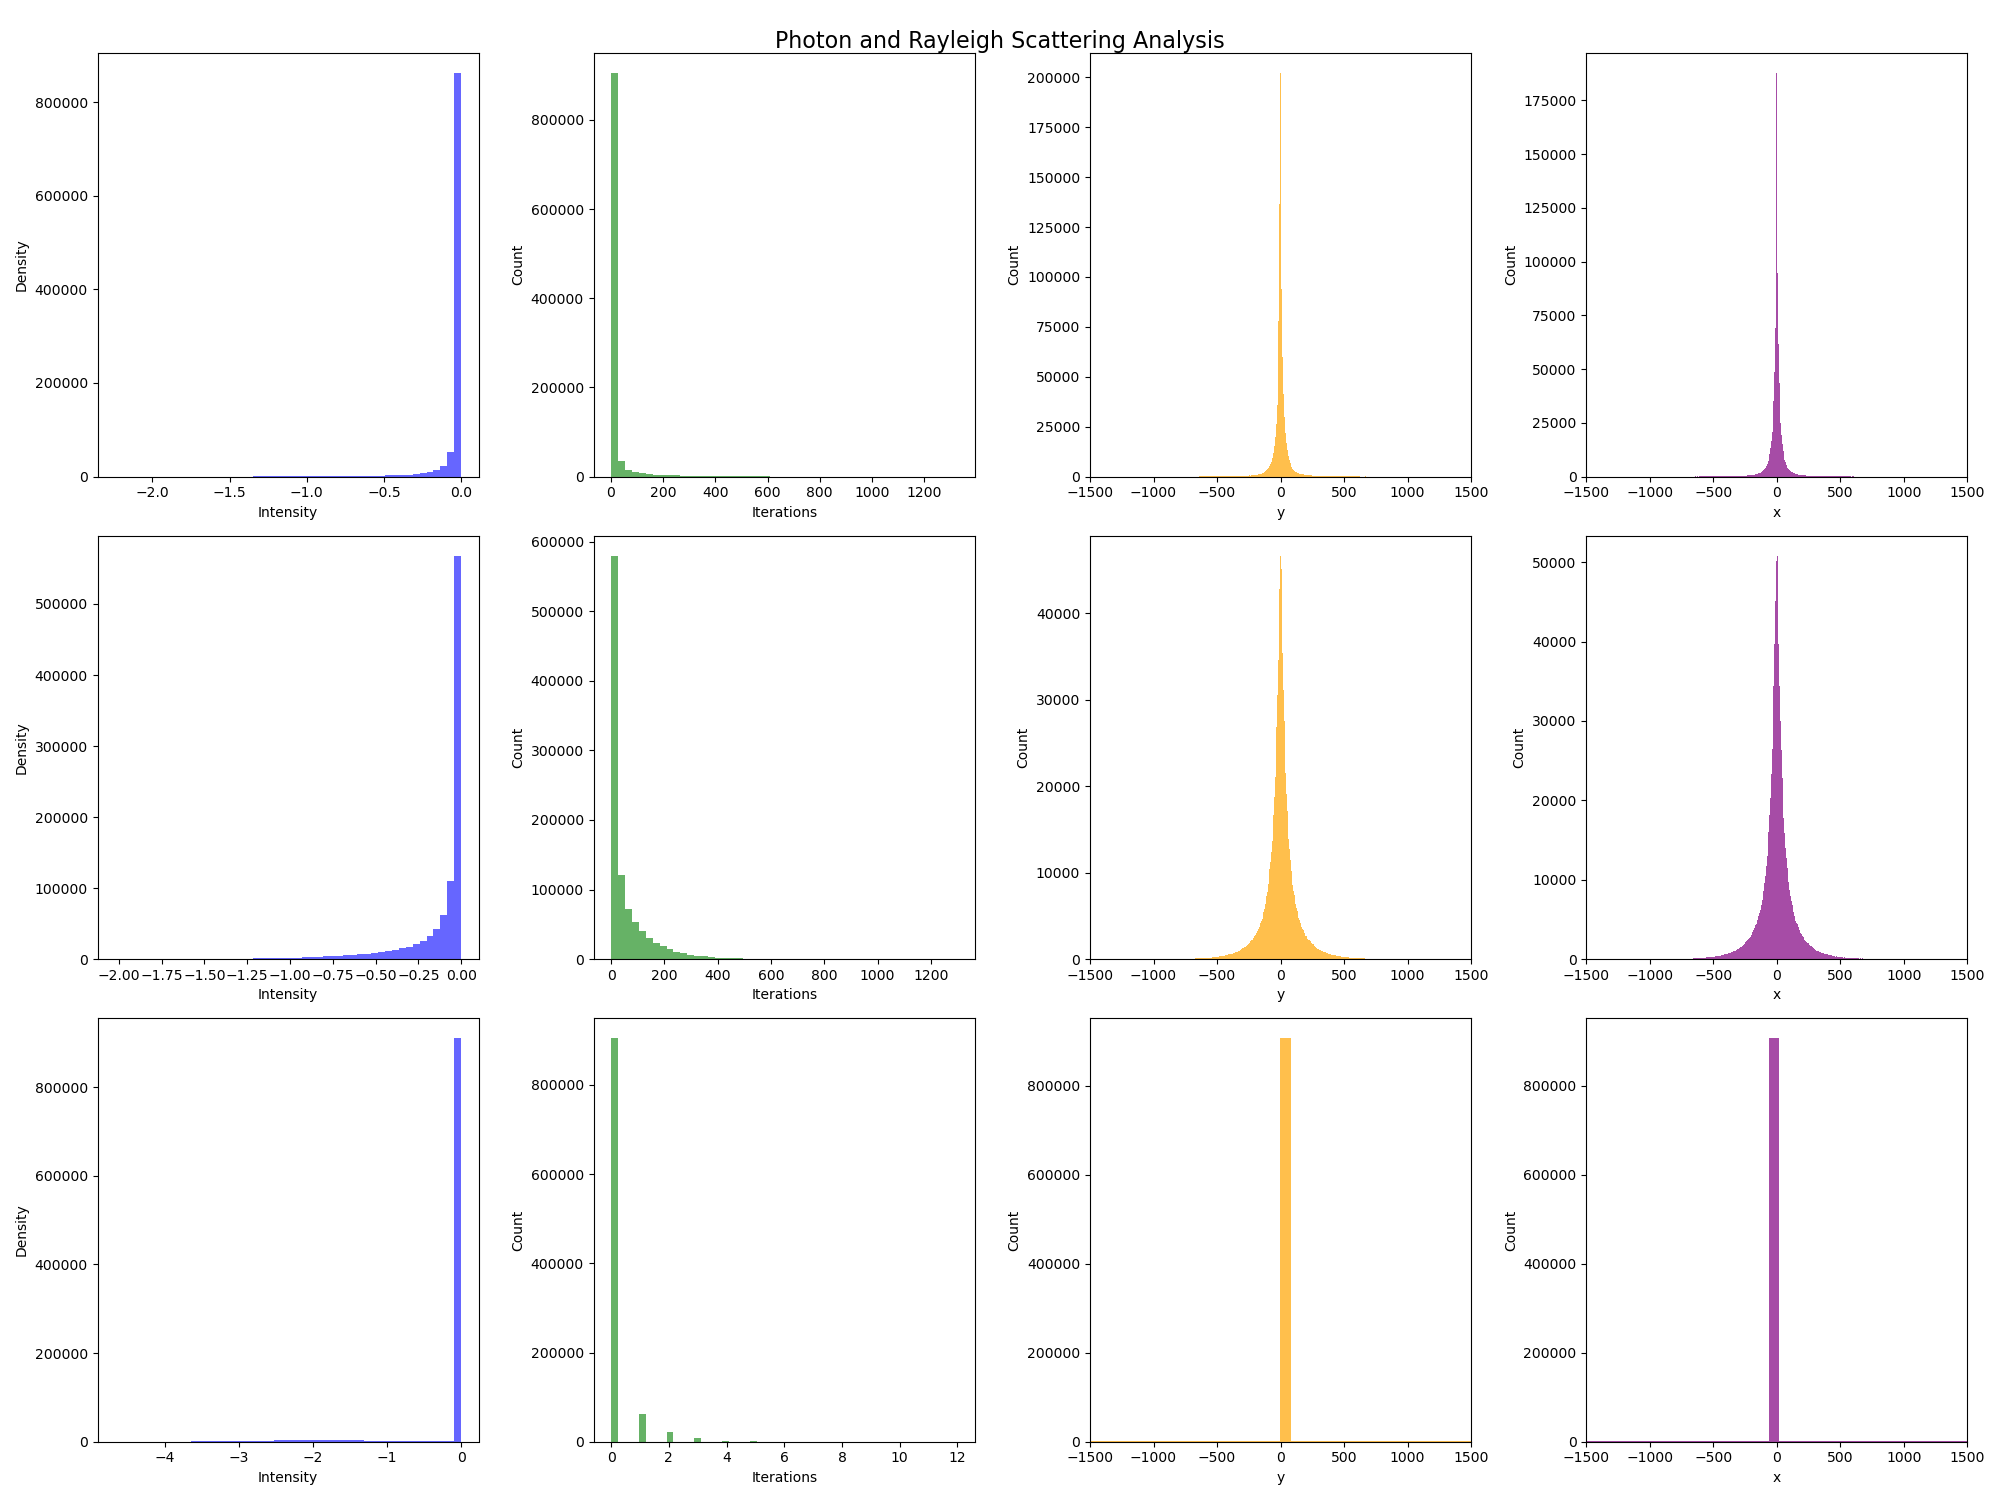 Photon and Rayleigh Scattering Analysis
800000
600000
400000
200000
0
Density
−2.0 −1.5 −1.0 −0.5 0.0
Intensity
800000
600000
400000
200000
0
Count
0 200 400 600 800 1000 1200
Iterations
200000
175000
150000
125000
100000
75000
50000
25000
0
Count
−1500 −1000 −500 0 500 1000 1500
y
175000
150000
125000
100000
75000
50000
25000
0
Count
−1500 −1000 −500 0 500 1000 1500
x
500000
400000
300000
200000
100000
0
Density
−2.00 −1.75 −1.50 −1.25 −1.00 −0.75 −0.50 −0.25 0.00
Intensity
600000
500000
400000
300000
200000
100000
0
Count
0 200 400 600 800 1000 1200
Iterations
40000
30000
20000
10000
0
Count
−1500 −1000 −500 0 500 1000 1500
y
50000
40000
30000
20000
10000
0
Count
−1500 −1000 −500 0 500 1000 1500
x
800000
600000
400000
200000
0
Density
−4 −3 −2 −1 0
Intensity
800000
600000
400000
200000
0
Count
0 2 4 6 8 10 12
Iterations
800000
600000
400000
200000
0
Count
−1500 −1000 −500 0 500 1000 1500
y
800000
600000
400000
200000
0
Count
−1500 −1000 −500 0 500 1000 1500
x